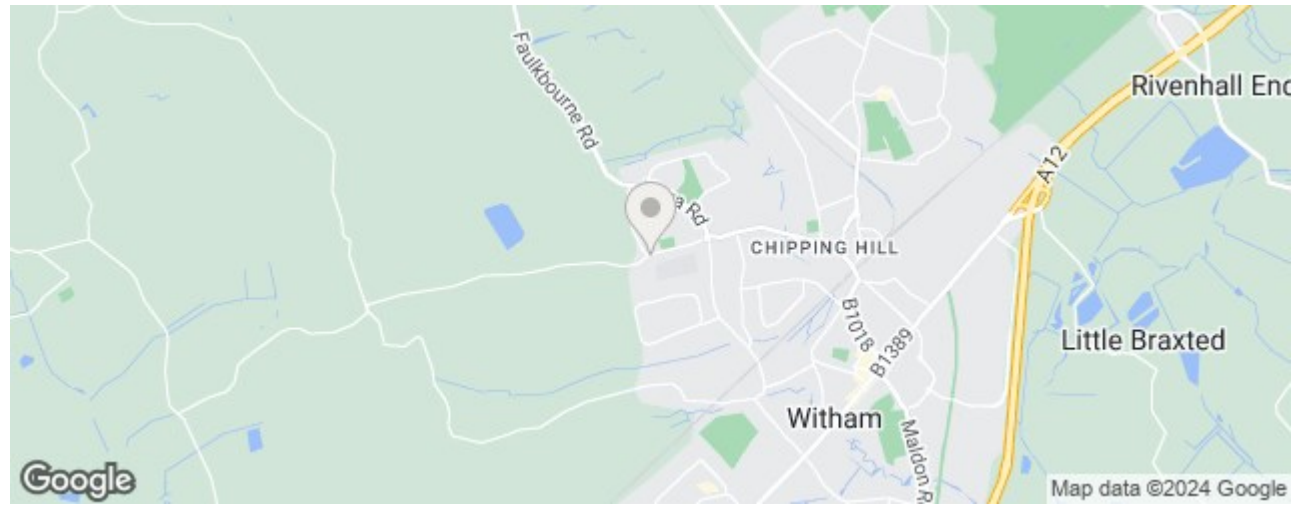 Faulkbourne Rd
Rivenhall End
A12
Rd
CHIPPING HILL
B1018
B1389
Little Braxted
Witham
Maldon R
Google
Map data ©2024 Google